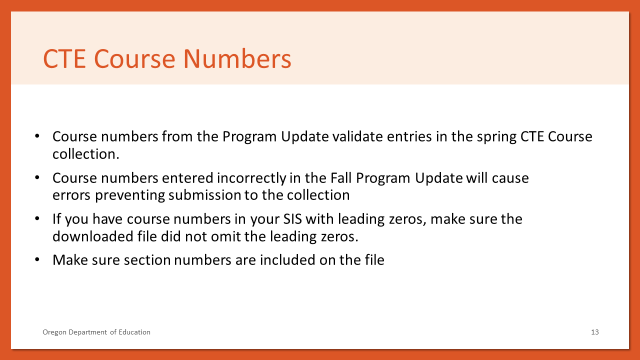 CTE Course Numbers
• Course numbers from the Program Update validate entries in the spring CTE Course
collection.
• Course numbers entered incorrectly in the Fall Program Update will cause
errors preventing submission to the collection
• If you have course numbers in your SIS with leading zeros, make sure the
downloaded file did not omit the leading zeros.
• Make sure section numbers are included on the file
Oregon Department of Education
13